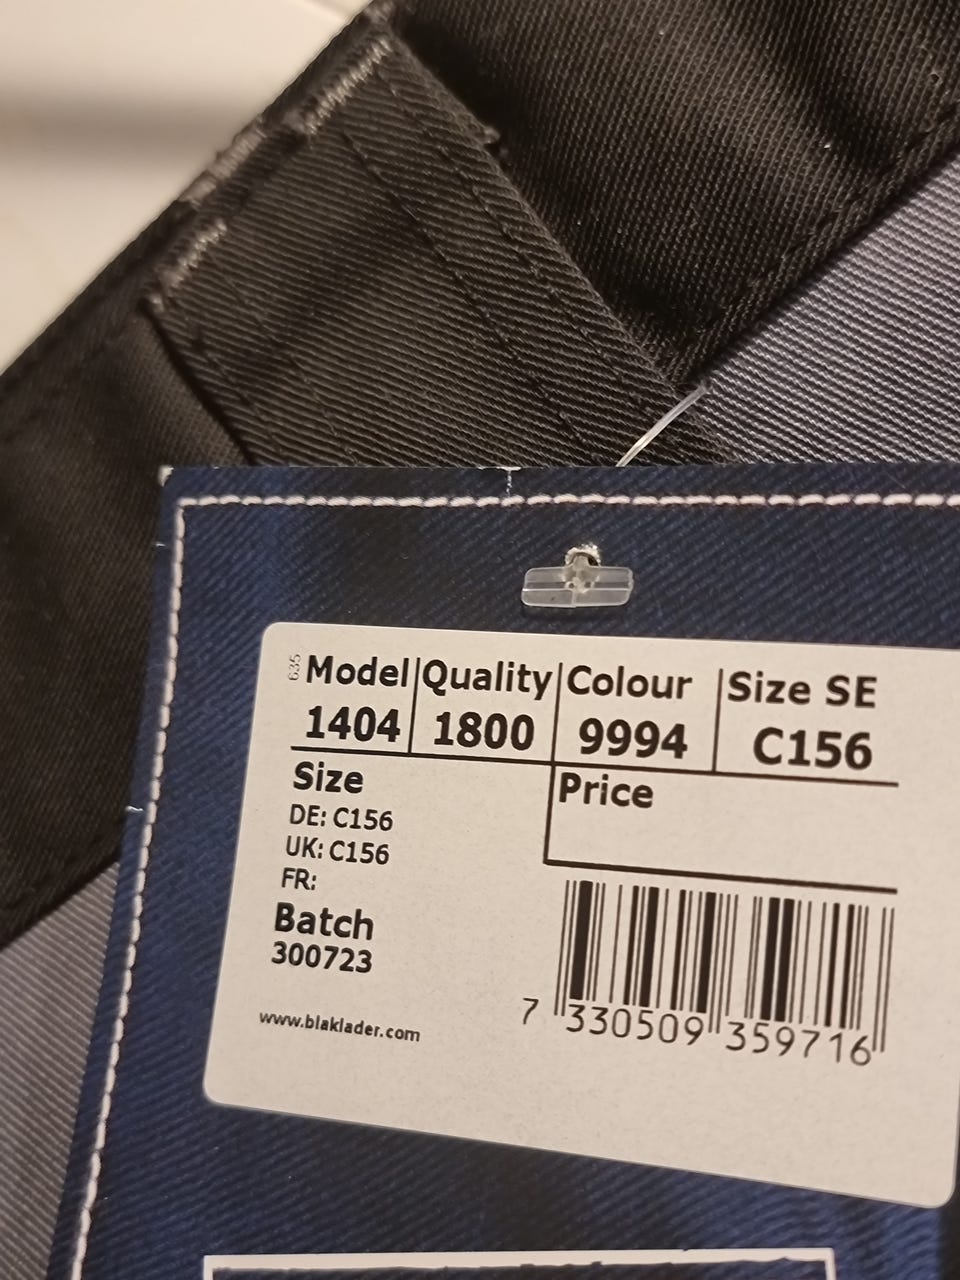 635
Model Quality Colour Size SE
1404 1800 9994 C156
Size
DE: C156
UK: C156
FR:
Price
Batch
300723
www.blaklader.com
7 330509 359716